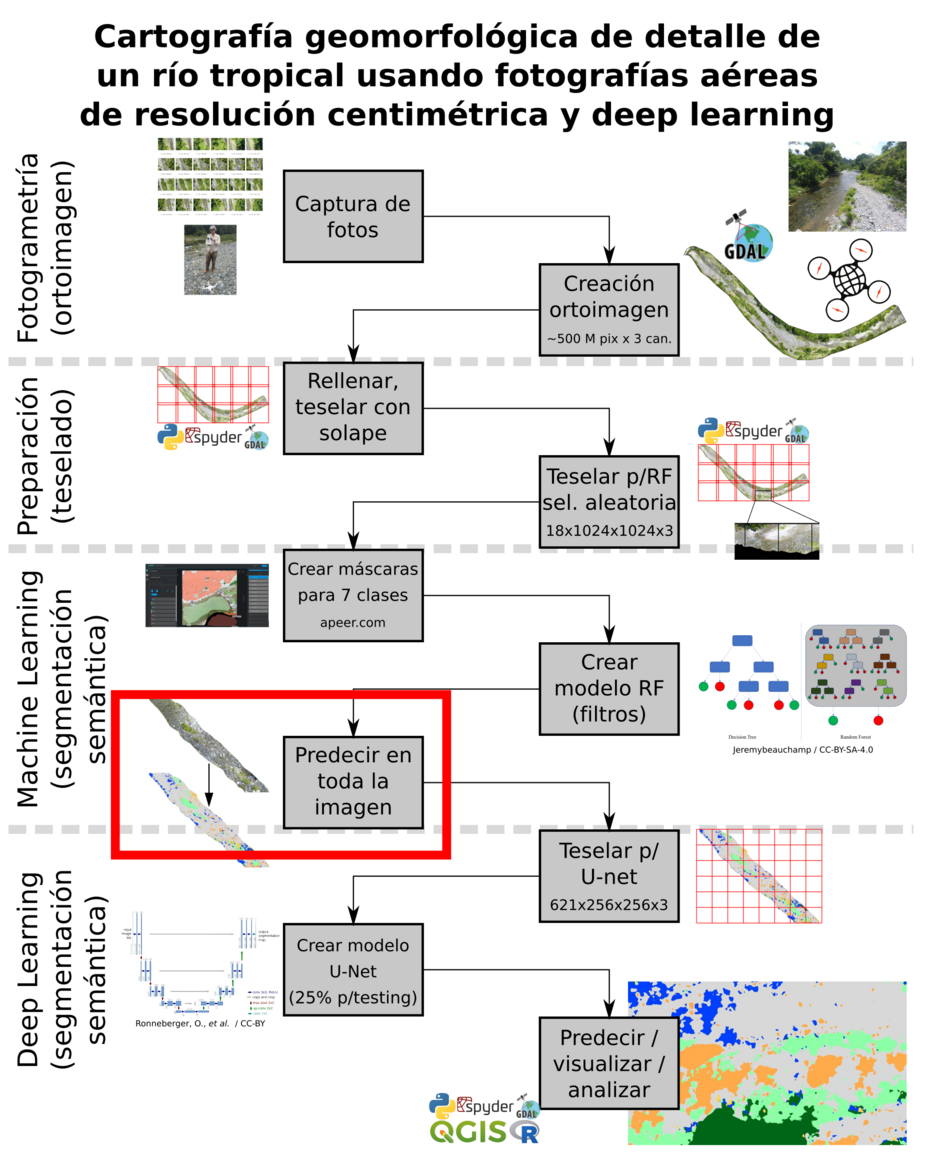 Cartografía geomorfológica de detalle de
un río tropical usando fotografías aéreas
de resolución centimétrica y deep learning
Fotogrametría
(ortoimagen)
Captura de
fotos
GDAL
Creación
ortoimagen
~500 M pix x 3 can.
Preparación
(teselado)
Rellenar,
teselar con
solape
spyder
GDAL
spyder
GDAL
Teselar p/RF
sel. aleatoria
18x1024x1024x3
Machine Learning
(segmentación
semántica)
Crear máscaras
para 7 clases
apeer.com
Crear
modelo RF
(filtros)
Decision Tree
Random Forest
Jeremybeauchamp / CC-BY-SA-4.0
Predecir en
toda la
imagen
Deep Learning
(segmentación
semántica)
Teselar p/
U-net
621x256x256x3
Crear modelo
U-Net
(25% p/testing)
Ronneberger, O., et al. / CC-BY
Predecir /
visualizar /
analizar
spyder
GDAL
QGIS R